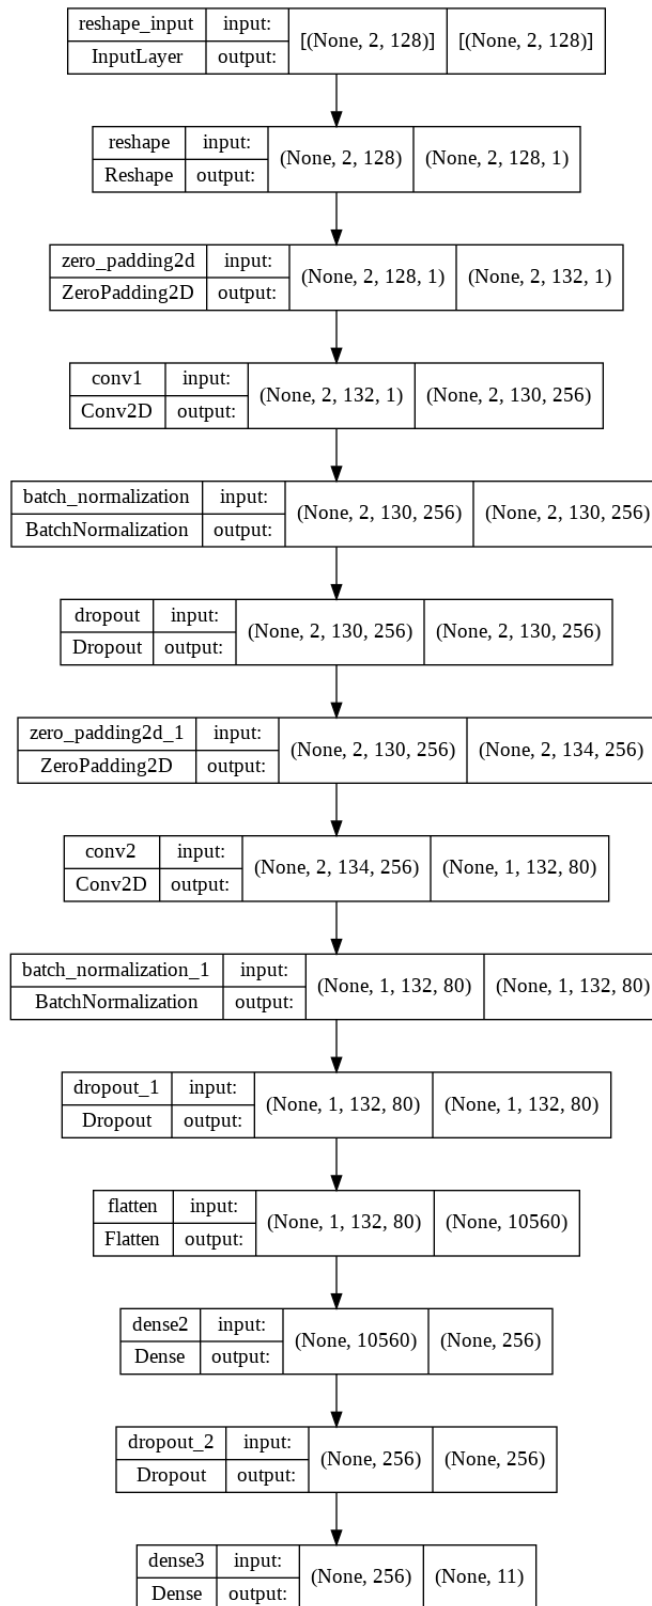 reshape_input input: [(None, 2, 128)] [(None, 2, 128)]
InputLayer output:
reshape input: (None, 2, 128) (None, 2, 128, 1)
Reshape output:
zero_padding2d input: (None, 2, 128, 1) (None, 2, 132, 1)
ZeroPadding2D output:
conv1 input: (None, 2, 132, 1) (None, 2, 130, 256)
Conv2D output:
batch_normalization input: (None, 2, 130, 256) (None, 2, 130, 256)
BatchNormalization output:
dropout input: (None, 2, 130, 256) (None, 2, 130, 256)
Dropout output:
zero_padding2d_1 input: (None, 2, 130, 256) (None, 2, 134, 256)
ZeroPadding2D output:
conv2 input: (None, 2, 134, 256) (None, 1, 132, 80)
Conv2D output:
batch_normalization_1 input: (None, 1, 132, 80) (None, 1, 132, 80)
BatchNormalization output:
dropout_1 input: (None, 1, 132, 80) (None, 1, 132, 80)
Dropout output:
flatten input: (None, 1, 132, 80) (None, 10560)
Flatten output:
dense2 input: (None, 10560) (None, 256)
Dense output:
dropout_2 input: (None, 256) (None, 256)
Dropout output:
dense3 input: (None, 256) (None, 11)
Dense output: